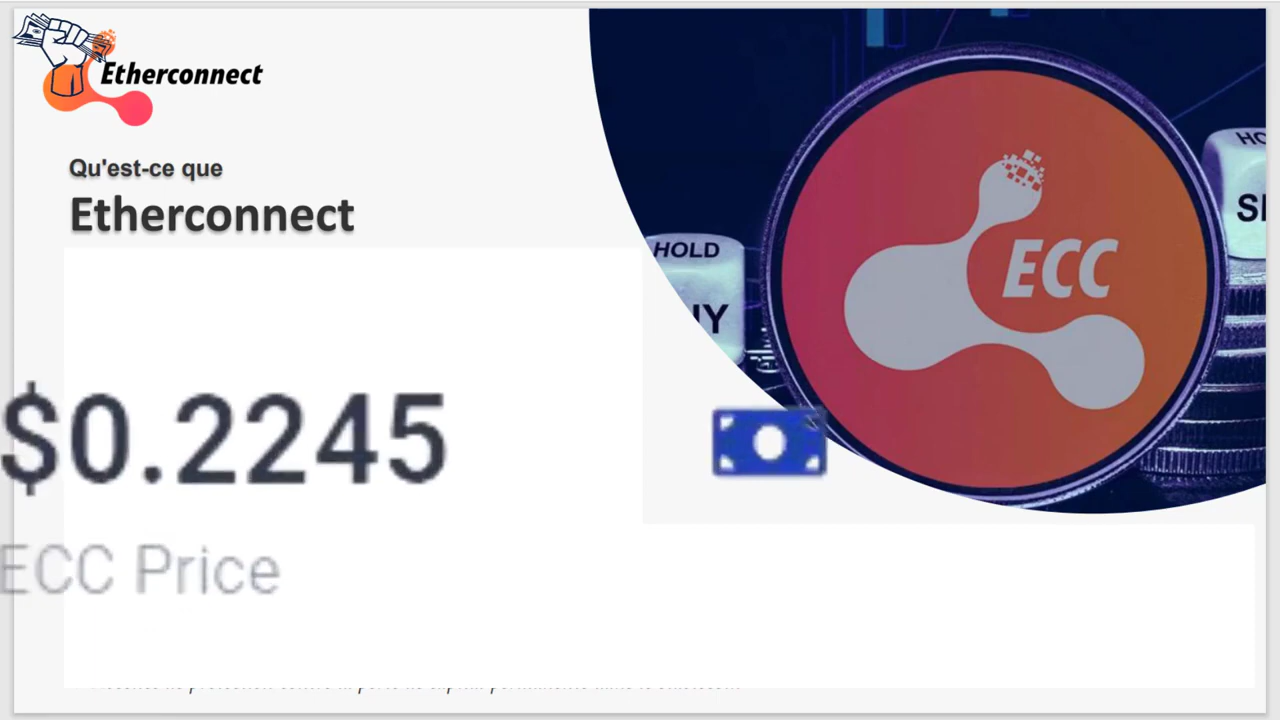 Etherconnect
Qu'est-ce que
Etherconnect
HOLD
ECC
$0.2245
ECC Price